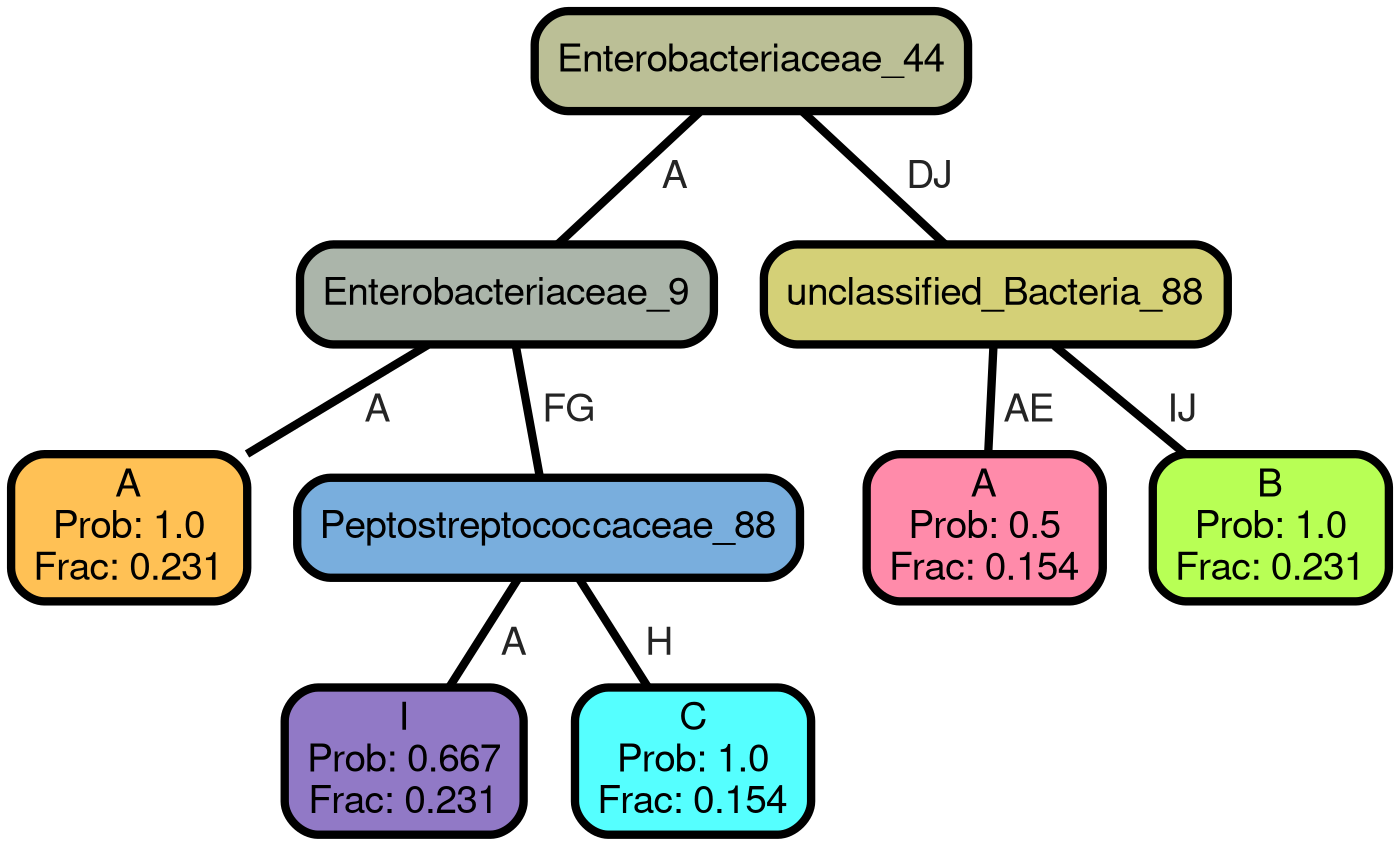 Enterobacteriaceae_44
A
DJ
Enterobacteriaceae_9
unclassified_Bacteria_88
A
FG
AE
IJ
A
Prob: 1.0
Frac: 0.231
Peptostreptococcaceae_88
A
Prob: 0.5
Frac: 0.154
B
Prob: 1.0
Frac: 0.231
A
H
I
Prob: 0.667
Frac: 0.231
C
Prob: 1.0
Frac: 0.154